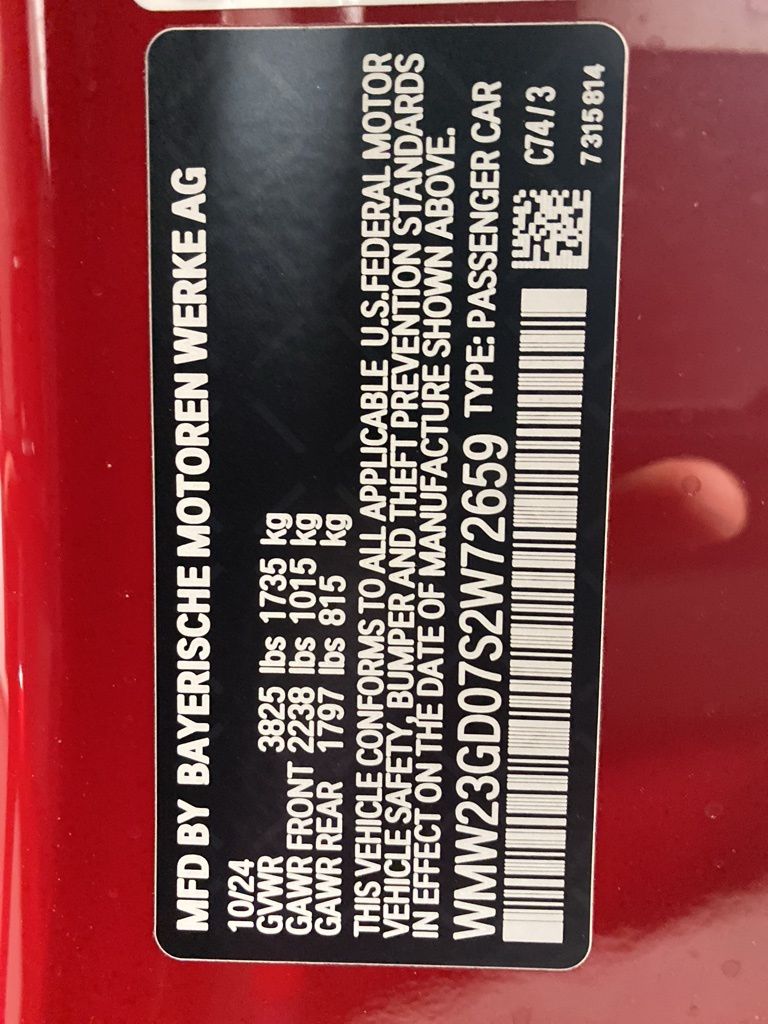 MFD BY BAYERISCHE MOTOREN WERKE AG
10/24
GVWR 3825 lbs 1735 kg
GAWR FRONT 2238 lbs 1015 kg
GAWR REAR 1797 lbs 815 kg
THIS VEHICLE CONFORMS TO ALL APPLICABLE U.S.FEDERAL MOTOR
VEHICLE SAFETY, BUMPER AND THEFT PREVENTION STANDARDS
IN EFFECT ON THE DATE OF MANUFACTURE SHOWN ABOVE.
WMW23GD07S2W72659 TYPE: PASSENGER CAR
C74/3
7315814